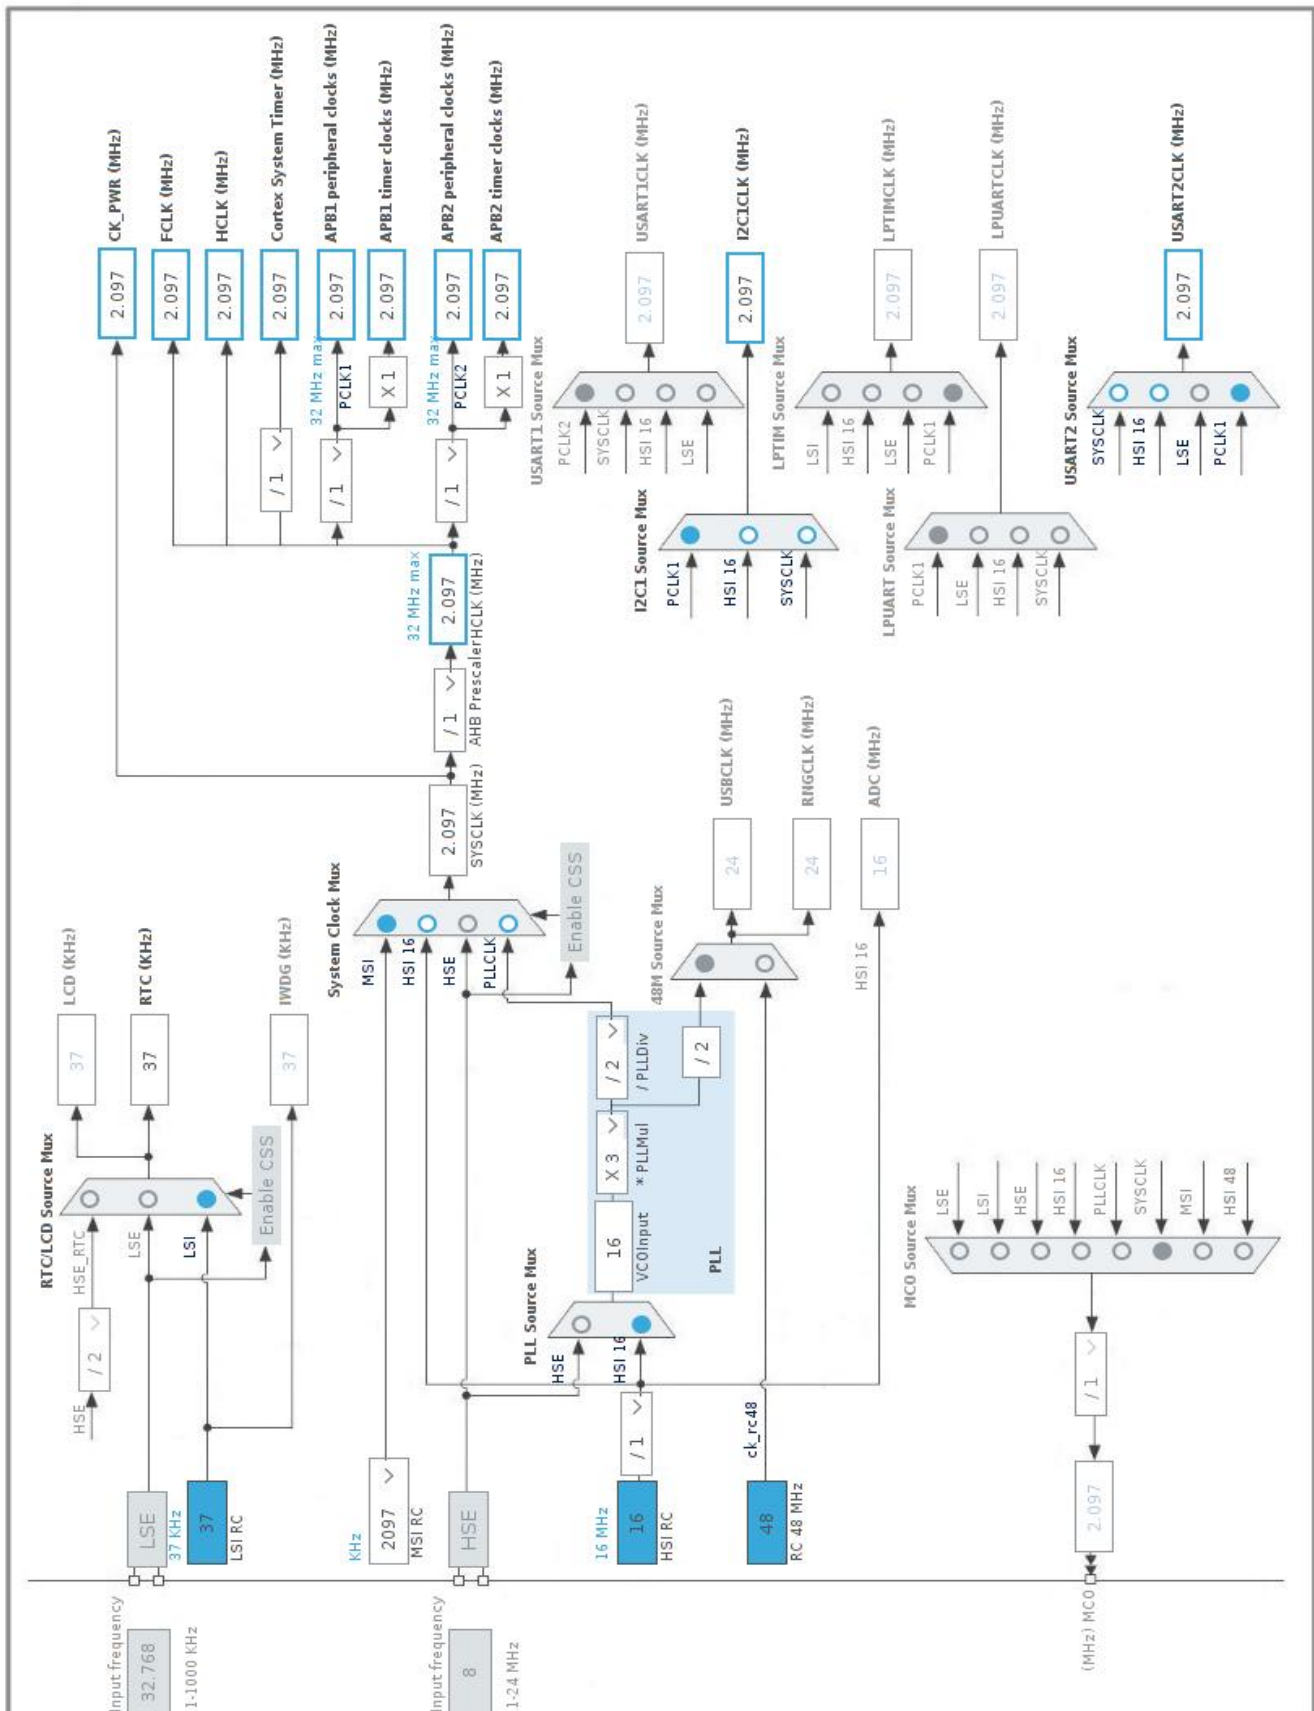 Input frequency
32.768
1-1000 KHz
LSE
37 KHz
37
LSI RC
HSE
/ 2
HSE_RTC
LSE
LSI
RTC/LCD Source Mux
Enable CSS
37
LCD (KHz)
37
RTC (KHz)
37
IWDG (KHz)
KHz
2097
MSI RC
Input frequency
8
1-24 MHz
HSE
16 MHz
16
HSI RC
/ 1
48
RC 48 MHz
ck_rc48
PLL Source Mux
HSE
HSI 16
16
VCOInput
X 3
* PLLMul
/ 2
/ PLLDiv
/ 2
PLL
System Clock Mux
MSI
HSI 16
HSE
PLLCLK
Enable CSS
2.097
SYSCLK (MHz)
/ 1
AHB Prescaler
32 MHz max
2.097
HCLK (MHz)
/ 1
/ 1
32 MHz max
PCLK1
X 1
/ 1
32 MHz max
PCLK2
X 1
2.097
CK_PWR (MHz)
2.097
FCLK (MHz)
2.097
HCLK (MHz)
2.097
Cortex System Timer (MHz)
2.097
APB1 peripheral clocks (MHz)
2.097
APB1 timer clocks (MHz)
2.097
APB2 peripheral clocks (MHz)
2.097
APB2 timer clocks (MHz)
48M Source Mux
24
USBCLK (MHz)
24
RNGCLK (MHz)
HSI 16
16
ADC (MHz)
USART1 Source Mux
PCLK2
SYSCLK
HSI 16
LSE
2.097
USART1CLK (MHz)
I2C1 Source Mux
PCLK1
HSI 16
SYSCLK
2.097
I2C1CLK (MHz)
LPTIM Source Mux
LSI
HSI 16
LSE
PCLK1
2.097
LPTIMCLK (MHz)
LPUART Source Mux
PCLK1
LSE
HSI 16
SYSCLK
2.097
LPUARTCLK (MHz)
USART2 Source Mux
SYSCLK
HSI 16
LSE
PCLK1
2.097
USART2CLK (MHz)
MCO Source Mux
LSE
LSI
HSE
HSI 16
PLLCLK
SYSCLK
MSI
HSI 48
/ 1
2.097
(MHz) MCO